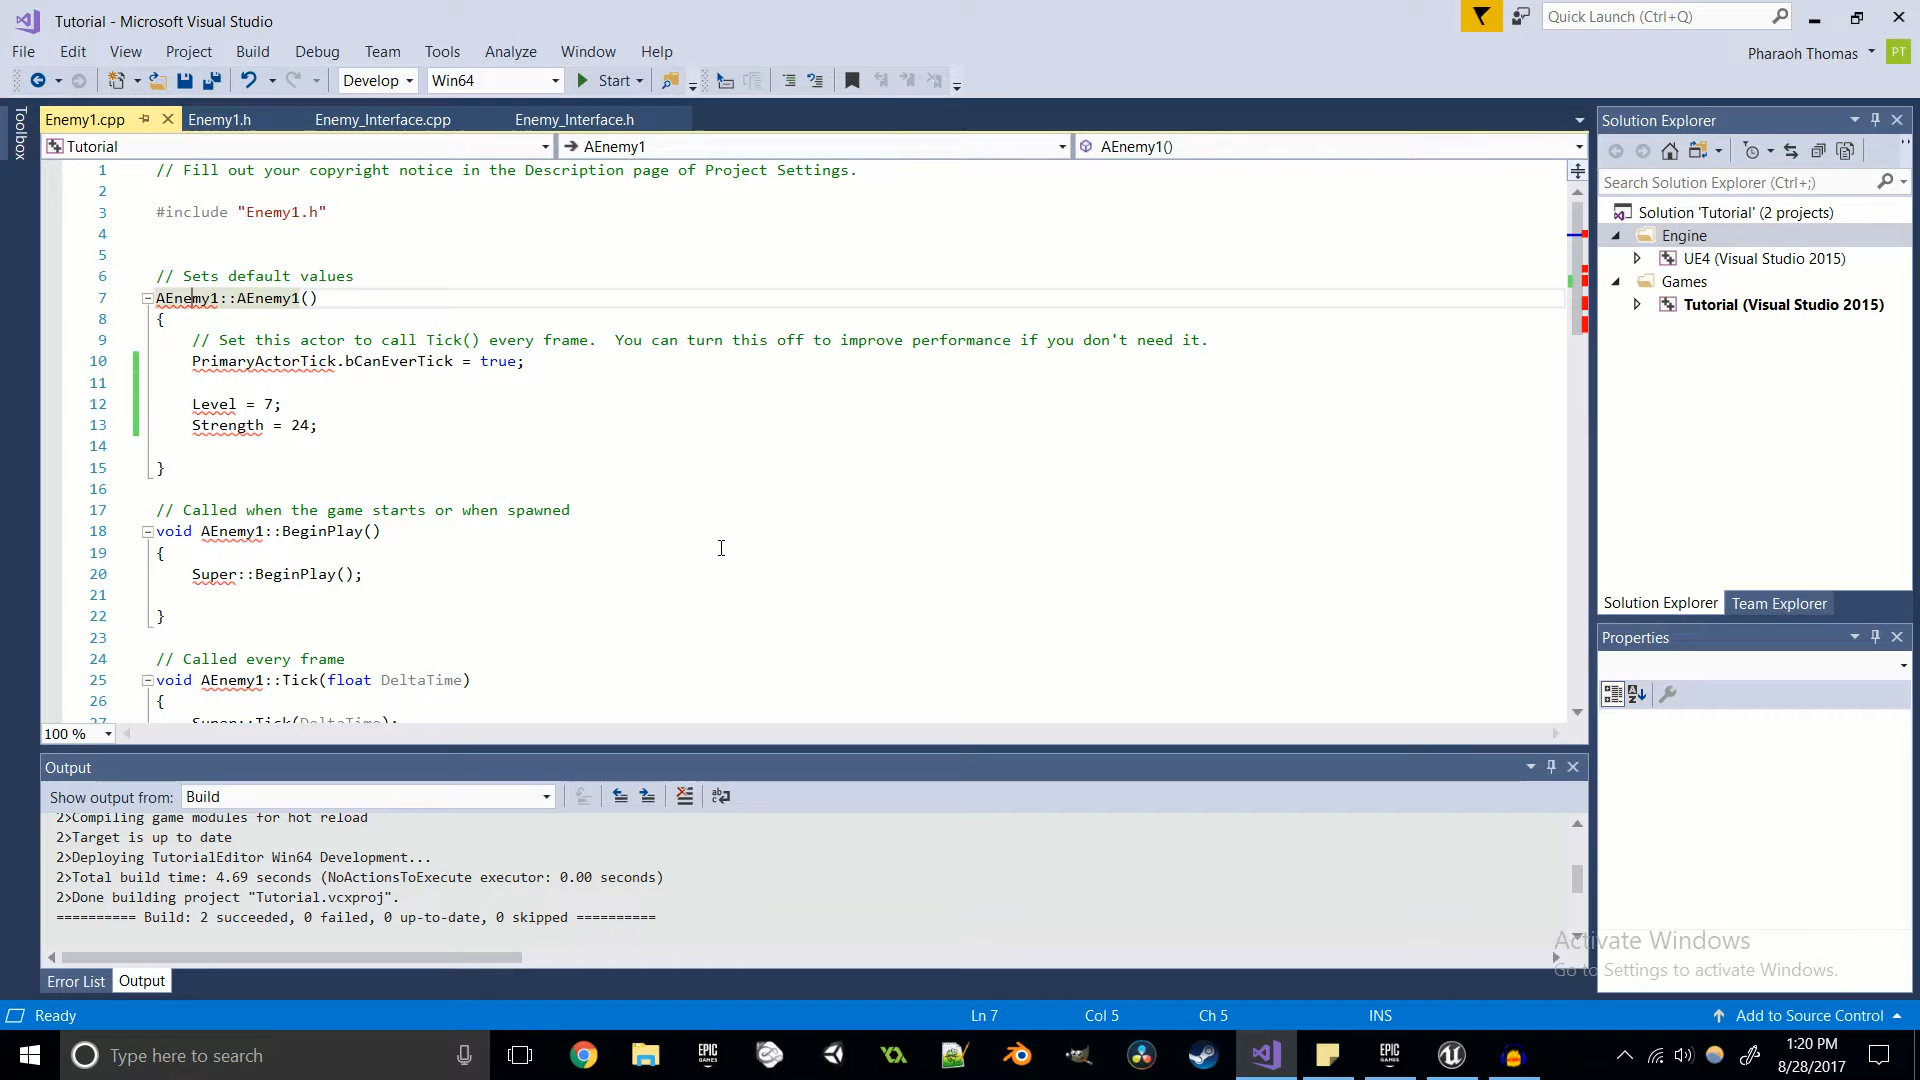 Tutorial - Microsoft Visual Studio
Quick Launch (Ctrl+Q)
File Edit View Project Build Debug Team Tools Analyze Window Help
Pharaoh Thomas PT
Develop Win64 Start
Toolbox
Enemy1.cpp Enemy1.h Enemy_Interface.cpp Enemy_Interface.h
Tutorial AEnemy1 AEnemy1()
1 // Fill out your copyright notice in the Description page of Project Settings.
2
3 #include "Enemy1.h"
4
5
6 // Sets default values
7 AEnemy1::AEnemy1()
8 {
9 // Set this actor to call Tick() every frame.  You can turn this off to improve performance if you don't need it.
10 PrimaryActorTick.bCanEverTick = true;
11
12 Level = 7;
13 Strength = 24;
14
15 }
16
17 // Called when the game starts or when spawned
18 void AEnemy1::BeginPlay()
19 {
20 Super::BeginPlay();
21
22 }
23
24 // Called every frame
25 void AEnemy1::Tick(float DeltaTime)
26 {
27 Super::Tick(DeltaTime);
100 %
Output
Show output from: Build
2>Compiling game modules for hot reload
2>Target is up to date
2>Deploying TutorialEditor Win64 Development...
2>Total build time: 4.69 seconds (NoActionsToExecute executor: 0.00 seconds)
2>Done building project "Tutorial.vcxproj".
========== Build: 2 succeeded, 0 failed, 0 up-to-date, 0 skipped ==========
Error List Output
Solution Explorer
Search Solution Explorer (Ctrl+;)
Solution 'Tutorial' (2 projects)
Engine
UE4 (Visual Studio 2015)
Games
Tutorial (Visual Studio 2015)
Solution Explorer Team Explorer
Properties
Activate Windows
Go to Settings to activate Windows.
Ready Ln 7 Col 5 Ch 5 INS Add to Source Control
Type here to search
EPIC GAMES
EPIC GAMES
1:20 PM
8/28/2017